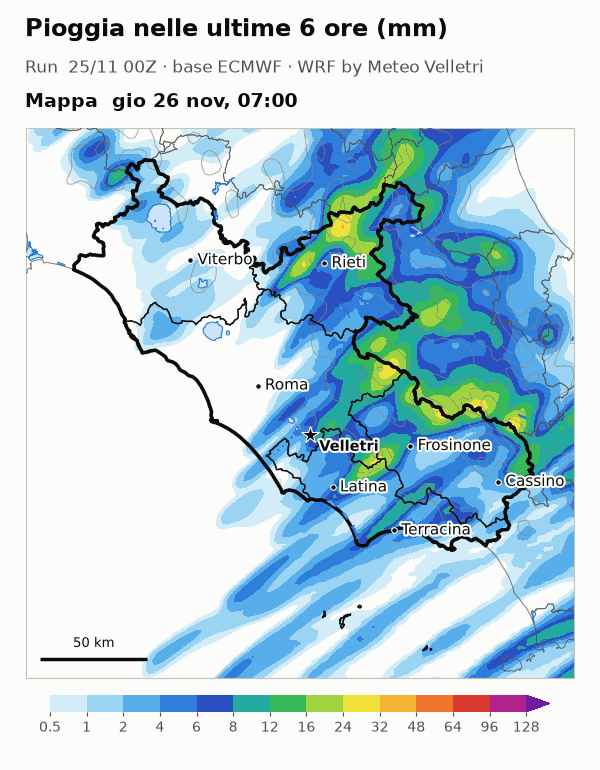 Pioggia nelle ultime 6 ore (mm)
Run  25/11 00Z · base ECMWF · WRF by Meteo Velletri
Mappa  gio 26 nov, 07:00
Viterbo
Rieti
Roma
Velletri
Frosinone
Latina
Cassino
Terracina
50 km
0.5 1 2 4 6 8 12 16 24 32 48 64 96 128